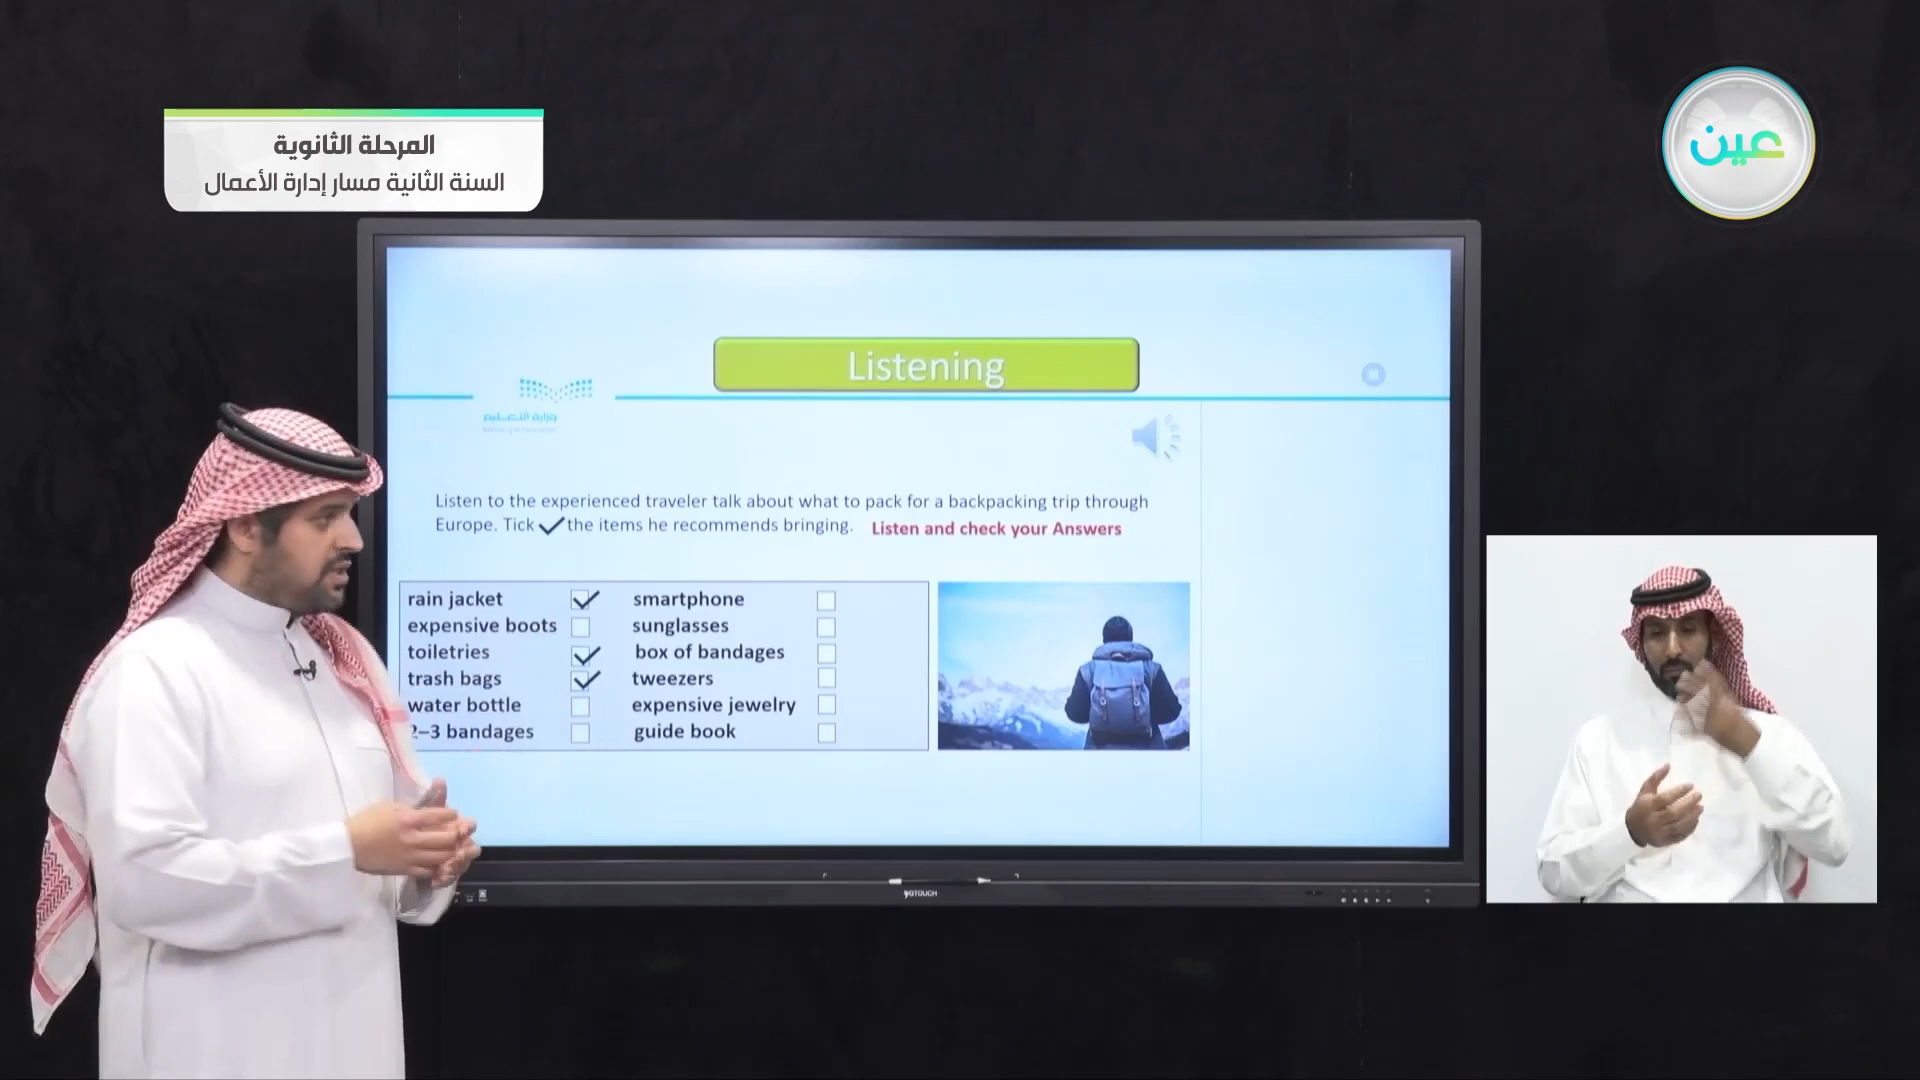 المرحلة الثانوية
السنة الثانية مسار إدارة الأعمال
عين
Listening
وزارة التعليم
Listen to the experienced traveler talk about what to pack for a backpacking trip through
Europe. Tick ✓ the items he recommends bringing. Listen and check your Answers
rain jacket ✓ smartphone
expensive boots sunglasses
toiletries ✓ box of bandages
trash bags ✓ tweezers
water bottle expensive jewelry
2–3 bandages guide book